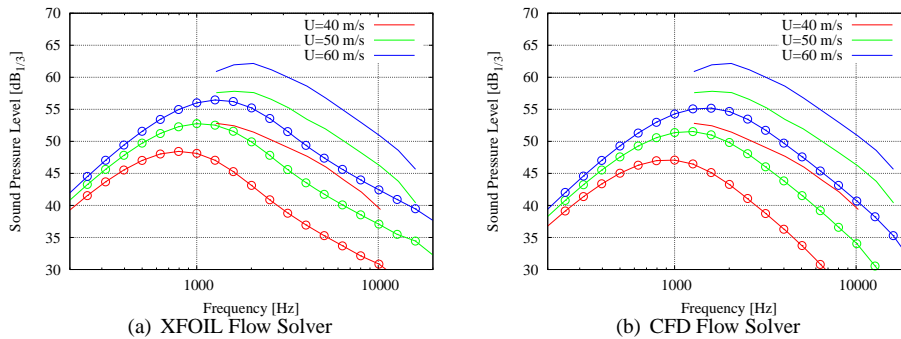 70
65
60
55
50
45
40
35
30
Sound Pressure Level [dB1/3]
U=40 m/s
U=50 m/s
U=60 m/s
1000
10000
Frequency [Hz]
(a) XFOIL Flow Solver
70
65
60
55
50
45
40
35
30
Sound Pressure Level [dB1/3]
U=40 m/s
U=50 m/s
U=60 m/s
1000
10000
Frequency [Hz]
(b) CFD Flow Solver